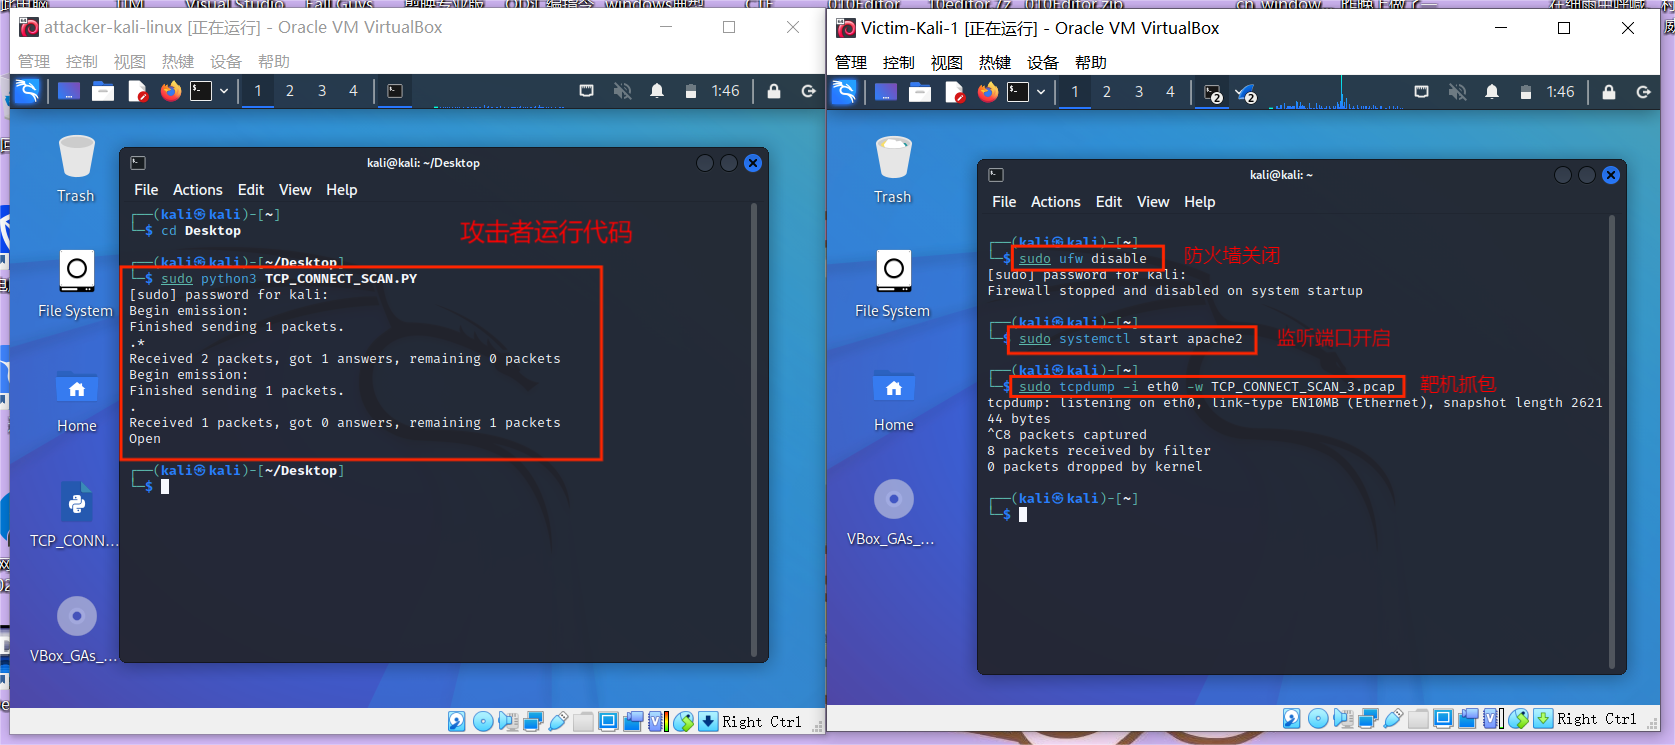 attacker-kali-linux [正在运行] - Oracle VM VirtualBox
管理 控制 视图 热键 设备 帮助
1 2 3 4 1:46
Trash
File System
Home
TCP_CONN...
VBox_GAs_...
kali@kali: ~/Desktop
File Actions Edit View Help
┌──(kali㉿kali)-[~]
└─$ cd Desktop
攻击者运行代码
┌──(kali㉿kali)-[~/Desktop]
└─$ sudo python3 TCP_CONNECT_SCAN.PY
[sudo] password for kali:
Begin emission:
Finished sending 1 packets.
.*
Received 2 packets, got 1 answers, remaining 0 packets
Begin emission:
Finished sending 1 packets.
.
Received 1 packets, got 0 answers, remaining 1 packets
Open
┌──(kali㉿kali)-[~/Desktop]
└─$
Right Ctrl
Victim-Kali-1 [正在运行] - Oracle VM VirtualBox
管理 控制 视图 热键 设备 帮助
1 2 3 4 2 2 1:46
Trash
File System
Home
VBox_GAs_...
kali@kali: ~
File Actions Edit View Help
┌──(kali㉿kali)-[~]
└─$ sudo ufw disable
防火墙关闭
[sudo] password for kali:
Firewall stopped and disabled on system startup
┌──(kali㉿kali)-[~]
└─$ sudo systemctl start apache2
监听端口开启
┌──(kali㉿kali)-[~]
└─$ sudo tcpdump -i eth0 -w TCP_CONNECT_SCAN_3.pcap
靶机抓包
tcpdump: listening on eth0, link-type EN10MB (Ethernet), snapshot length 2621
44 bytes
^C8 packets captured
8 packets received by filter
0 packets dropped by kernel
┌──(kali㉿kali)-[~]
└─$
Right Ctrl